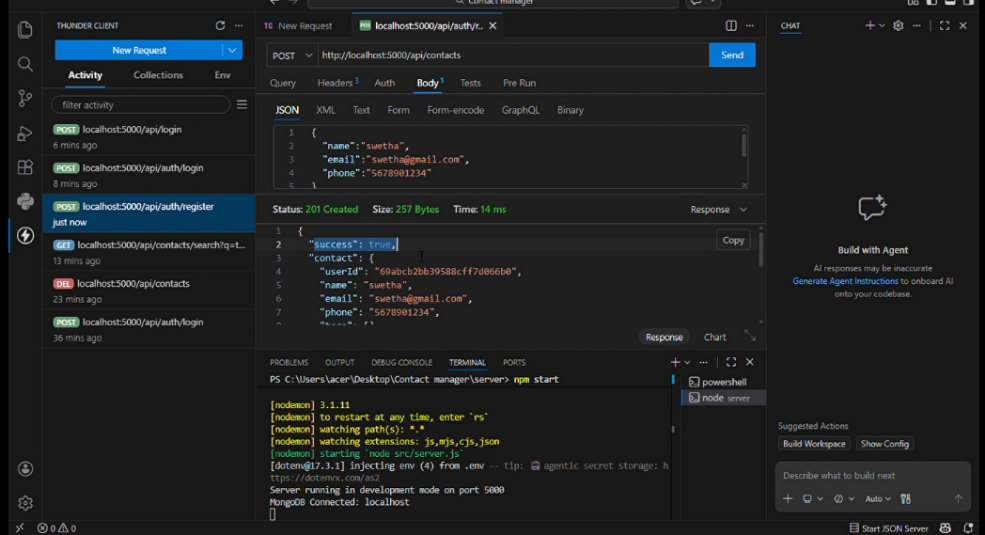 Contact manager
THUNDER CLIENT
New Request
Activity
Collections
Env
filter activity
POST localhost:5000/api/login
6 mins ago
POST localhost:5000/api/auth/login
8 mins ago
POST localhost:5000/api/auth/register
just now
GET localhost:5000/api/contacts/search?q=t...
13 mins ago
DEL localhost:5000/api/contacts
23 mins ago
POST localhost:5000/api/auth/login
36 mins ago
TC New Request
localhost:5000/api/auth/r...
POST
http://localhost:5000/api/contacts
Send
Query
Headers 3
Auth
Body 1
Tests
Pre Run
JSON
XML
Text
Form
Form-encode
GraphQL
Binary
1 {
2 "name":"swetha",
3 "email":"swetha@gmail.com",
4 "phone":"5678901234"
5 }
Status: 201 Created Size: 257 Bytes Time: 14 ms
Response
1 {
2 "success": true,
3 "contact": {
4 "userId": "69abcb2bb39588cff7d066b0",
5 "name": "swetha",
6 "email": "swetha@gmail.com",
7 "phone": "5678901234",
Copy
Response
Chart
PROBLEMS
OUTPUT
DEBUG CONSOLE
TERMINAL
PORTS
PS C:\Users\acer\Desktop\Contact manager\server> npm start
[nodemon] 3.1.11
[nodemon] to restart at any time, enter `rs`
[nodemon] watching path(s): *.*
[nodemon] watching extensions: js,mjs,cjs,json
[nodemon] starting `node src/server.js`
[dotenv@17.3.1] injecting env (4) from .env -- tip: 🤖 agentic secret storage: h
ttps://dotenvx.com/as2
Server running in development mode on port 5000
MongoDB Connected: localhost
powershell
node server
CHAT
Build with Agent
AI responses may be inaccurate
Generate Agent Instructions to onboard AI
onto your codebase.
Suggested Actions
Build Workspace
Show Config
Describe what to build next
Auto
0 0
Start JSON Server